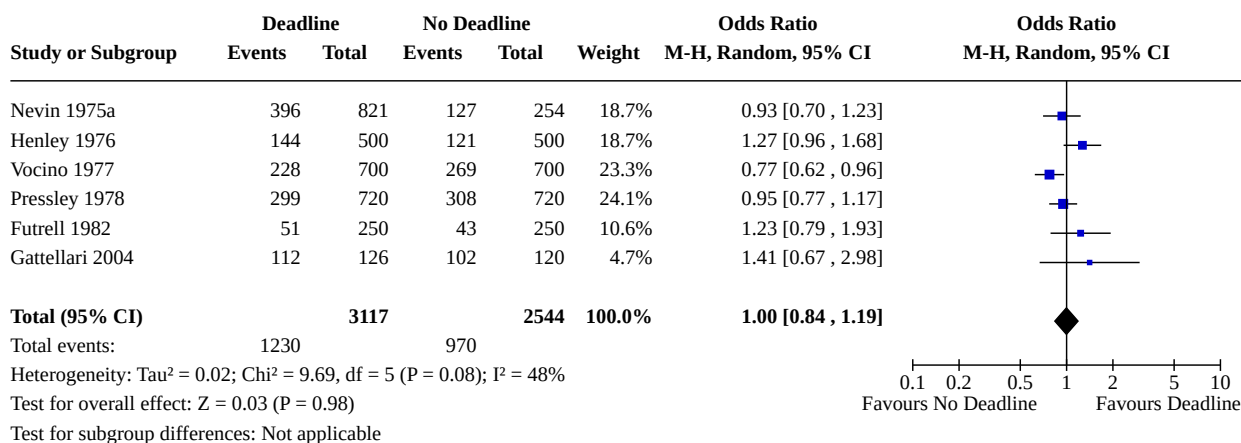 Deadline No Deadline Odds Ratio Odds Ratio
Study or Subgroup Events Total Events Total Weight M-H, Random, 95% CI M-H, Random, 95% CI
Nevin 1975a 396 821 127 254 18.7% 0.93 [0.70 , 1.23]
Henley 1976 144 500 121 500 18.7% 1.27 [0.96 , 1.68]
Vocino 1977 228 700 269 700 23.3% 0.77 [0.62 , 0.96]
Pressley 1978 299 720 308 720 24.1% 0.95 [0.77 , 1.17]
Futrell 1982 51 250 43 250 10.6% 1.23 [0.79 , 1.93]
Gattellari 2004 112 126 102 120 4.7% 1.41 [0.67 , 2.98]
Total (95% CI) 3117 2544 100.0% 1.00 [0.84 , 1.19]
Total events: 1230 970
Heterogeneity: Tau² = 0.02; Chi² = 9.69, df = 5 (P = 0.08); I² = 48%
0.1 0.2 0.5 1 2 5 10
Test for overall effect: Z = 0.03 (P = 0.98) Favours No Deadline Favours Deadline
Test for subgroup differences: Not applicable